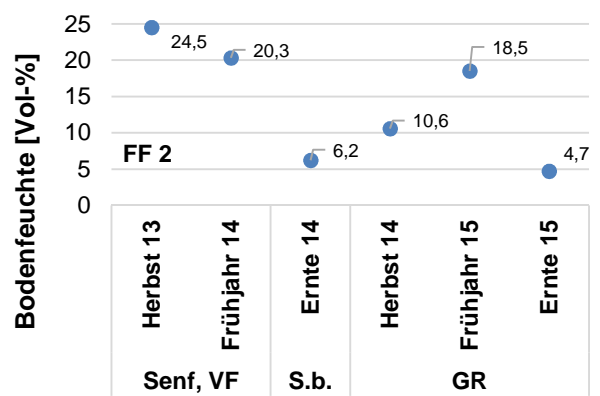 Bodenfeuchte [Vol-%]
25
20
15
10
5
0
24,5
20,3
6,2
10,6
18,5
4,7
FF 2
Herbst 13
Frühjahr 14
Ernte 14
Herbst 14
Frühjahr 15
Ernte 15
Senf, VF
S.b.
GR